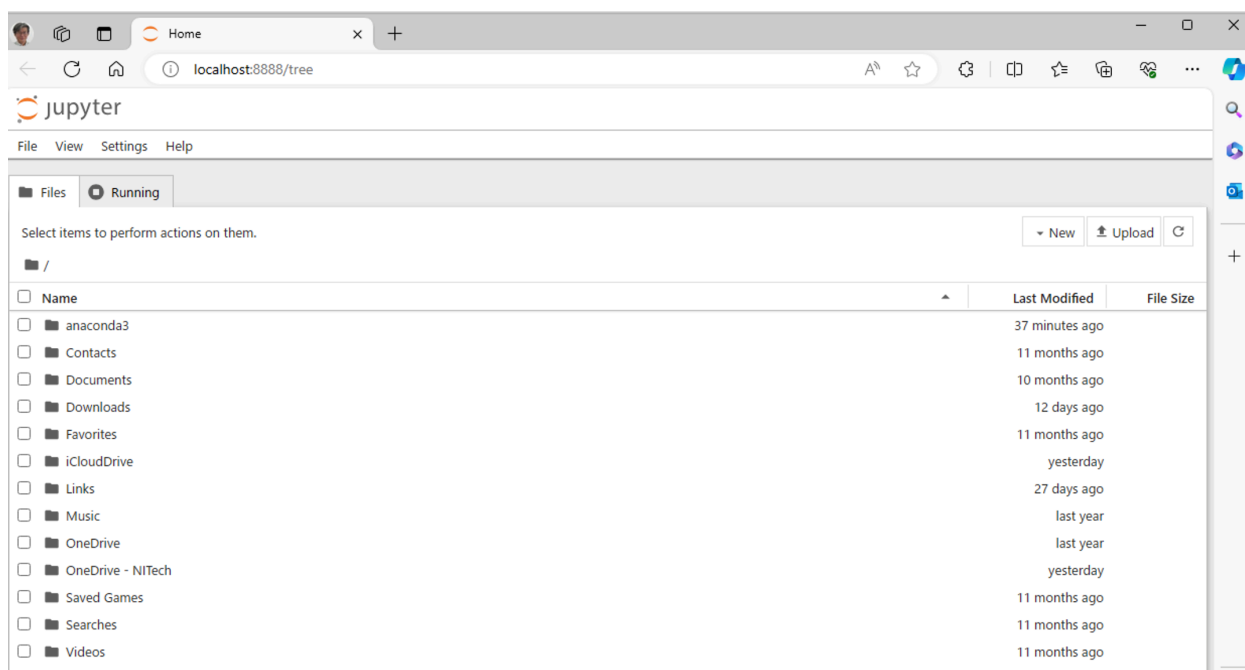 Home
localhost:8888/tree
jupyter
File View Settings Help
Files Running
Select items to perform actions on them.
New Upload
/
Name Last Modified File Size
anaconda3 37 minutes ago
Contacts 11 months ago
Documents 10 months ago
Downloads 12 days ago
Favorites 11 months ago
iCloudDrive yesterday
Links 27 days ago
Music last year
OneDrive last year
OneDrive - NITech yesterday
Saved Games 11 months ago
Searches 11 months ago
Videos 11 months ago